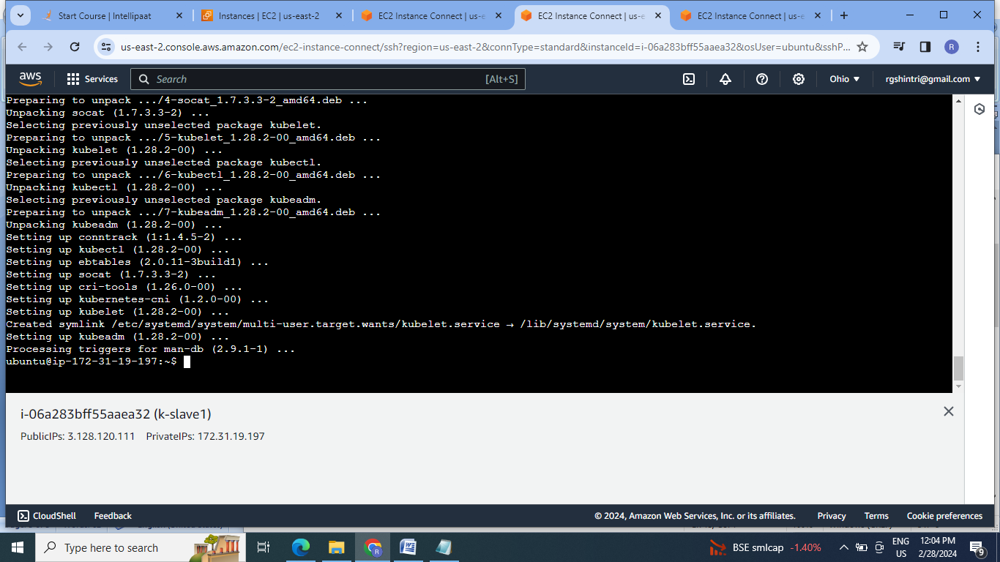 Start Course | Intellipaat
Instances | EC2 | us-east-2
EC2 Instance Connect | us-e
EC2 Instance Connect | us-e
EC2 Instance Connect | us-e
us-east-2.console.aws.amazon.com/ec2-instance-connect/ssh?region=us-east-2&connType=standard&instanceId=i-06a283bff55aaea32&osUser=ubuntu&sshP...
R
aws
Services
Search
[Alt+S]
Ohio
rgshintri@gmail.com
Preparing to unpack .../4-socat_1.7.3.3-2_amd64.deb ...
Unpacking socat (1.7.3.3-2) ...
Selecting previously unselected package kubelet.
Preparing to unpack .../5-kubelet_1.28.2-00_amd64.deb ...
Unpacking kubelet (1.28.2-00) ...
Selecting previously unselected package kubectl.
Preparing to unpack .../6-kubectl_1.28.2-00_amd64.deb ...
Unpacking kubectl (1.28.2-00) ...
Selecting previously unselected package kubeadm.
Preparing to unpack .../7-kubeadm_1.28.2-00_amd64.deb ...
Unpacking kubeadm (1.28.2-00) ...
Setting up conntrack (1:1.4.5-2) ...
Setting up kubectl (1.28.2-00) ...
Setting up ebtables (2.0.11-3build1) ...
Setting up socat (1.7.3.3-2) ...
Setting up cri-tools (1.26.0-00) ...
Setting up kubernetes-cni (1.2.0-00) ...
Setting up kubelet (1.28.2-00) ...
Created symlink /etc/systemd/system/multi-user.target.wants/kubelet.service → /lib/systemd/system/kubelet.service.
Setting up kubeadm (1.28.2-00) ...
Processing triggers for man-db (2.9.1-1) ...
ubuntu@ip-172-31-19-197:~$
i-06a283bff55aaea32 (k-slave1)
PublicIPs: 3.128.120.111 PrivateIPs: 172.31.19.197
CloudShell
Feedback
© 2024, Amazon Web Services, Inc. or its affiliates.
Privacy
Terms
Cookie preferences
Type here to search
BSE smlcap -1.40%
ENG
US
12:04 PM
2/28/2024
9